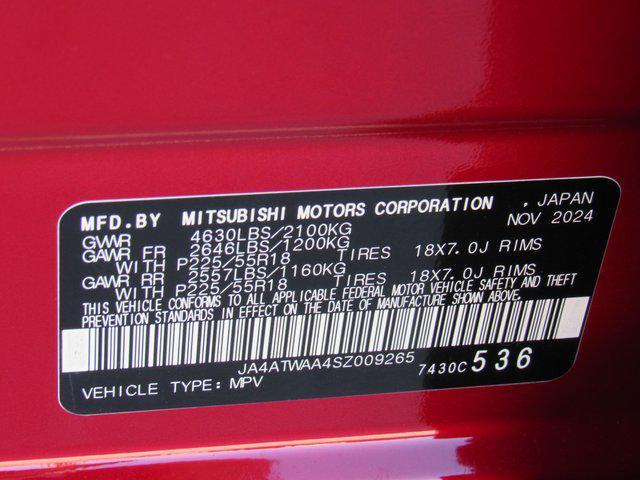 MFD.BY MITSUBISHI MOTORS CORPORATION . JAPAN
GVWR 4630LBS/2100KG NOV 2024
GAWR FR 2646LBS/1200KG
WITH P225/55R18 TIRES 18X7.0J RIMS
GAWR RR 2557LBS/1160KG
WITH P225/55R18 TIRES 18X7.0J RIMS
THIS VEHICLE CONFORMS TO ALL APPLICABLE FEDERAL MOTOR VEHICLE SAFETY AND THEFT
PREVENTION STANDARDS IN EFFECT ON THE DATE OF MANUFACTURE SHOWN ABOVE.
JA4ATWAA4SZ009265
VEHICLE TYPE:MPV 7430C 536